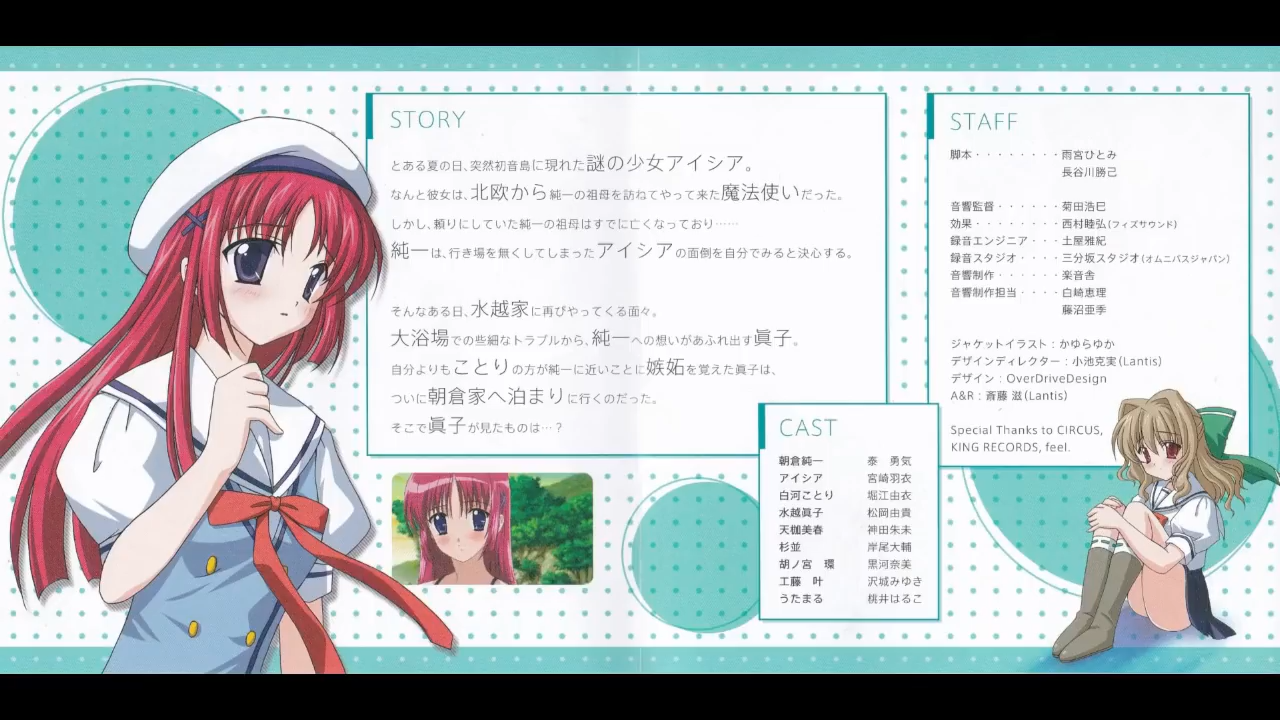 STORY
とある夏の日、突然初音島に現れた謎の少女アイシア。
なんと彼女は、北欧から純一の祖母を訪ねてやって来た魔法使いだった。
しかし、頼りにしていた純一の祖母はすでに亡くなっており……
純一は、行き場を無くしてしまったアイシアの面倒を自分でみると決心する。
そんなある日、水越家に再びやってくる面々。
大浴場での些細なトラブルから、純一への想いがあふれ出す眞子。
自分よりもことりの方が純一に近いことに嫉妬を覚えた眞子は、
ついに朝倉家へ泊まりに行くのだった。
そこで眞子が見たものは…？
CAST
朝倉純一 泰 勇気
アイシア 宮崎羽衣
白河ことり 堀江由衣
水越眞子 松岡由貴
天枷美春 神田朱未
杉並 岸尾大輔
胡ノ宮 環 黒河奈美
工藤 叶 沢城みゆき
うたまる 桃井はるこ
STAFF
脚本・・・・・・・・雨宮ひとみ
長谷川勝己
音響監督・・・・・・菊田浩巳
効果・・・・・・・・西村睦弘(フィズサウンド)
録音エンジニア・・・土屋雅紀
録音スタジオ・・・・三分坂スタジオ(オムニバスジャパン)
音響制作・・・・・・楽音舎
音響制作担当・・・・白崎恵理
藤沼亜季
ジャケットイラスト：かゆらゆか
デザインディレクター：小池克実(Lantis)
デザイン：OverDriveDesign
A&R：斎藤 滋(Lantis)
Special Thanks to CIRCUS,
KING RECORDS, feel.